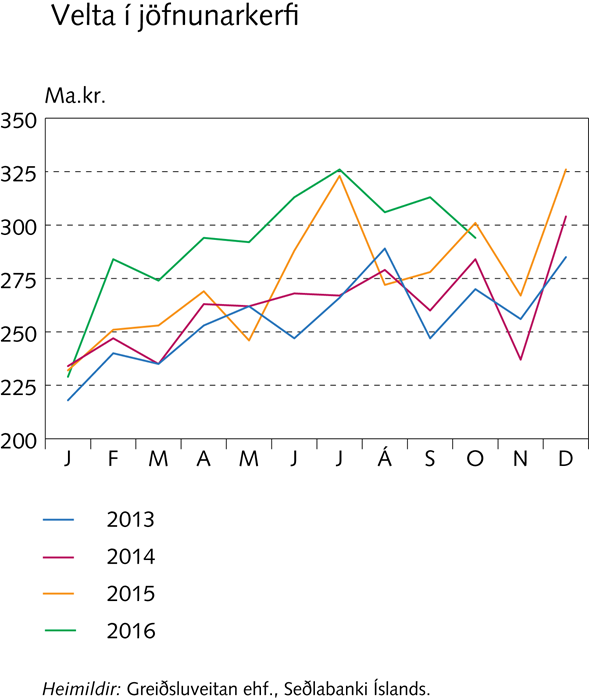 Velta í jöfnunarkerfi
Ma.kr.
350
325
300
275
250
225
200
J F M A M J J Á S O N D
2013
2014
2015
2016
Heimildir: Greiðsluveitan ehf., Seðlabanki Íslands.